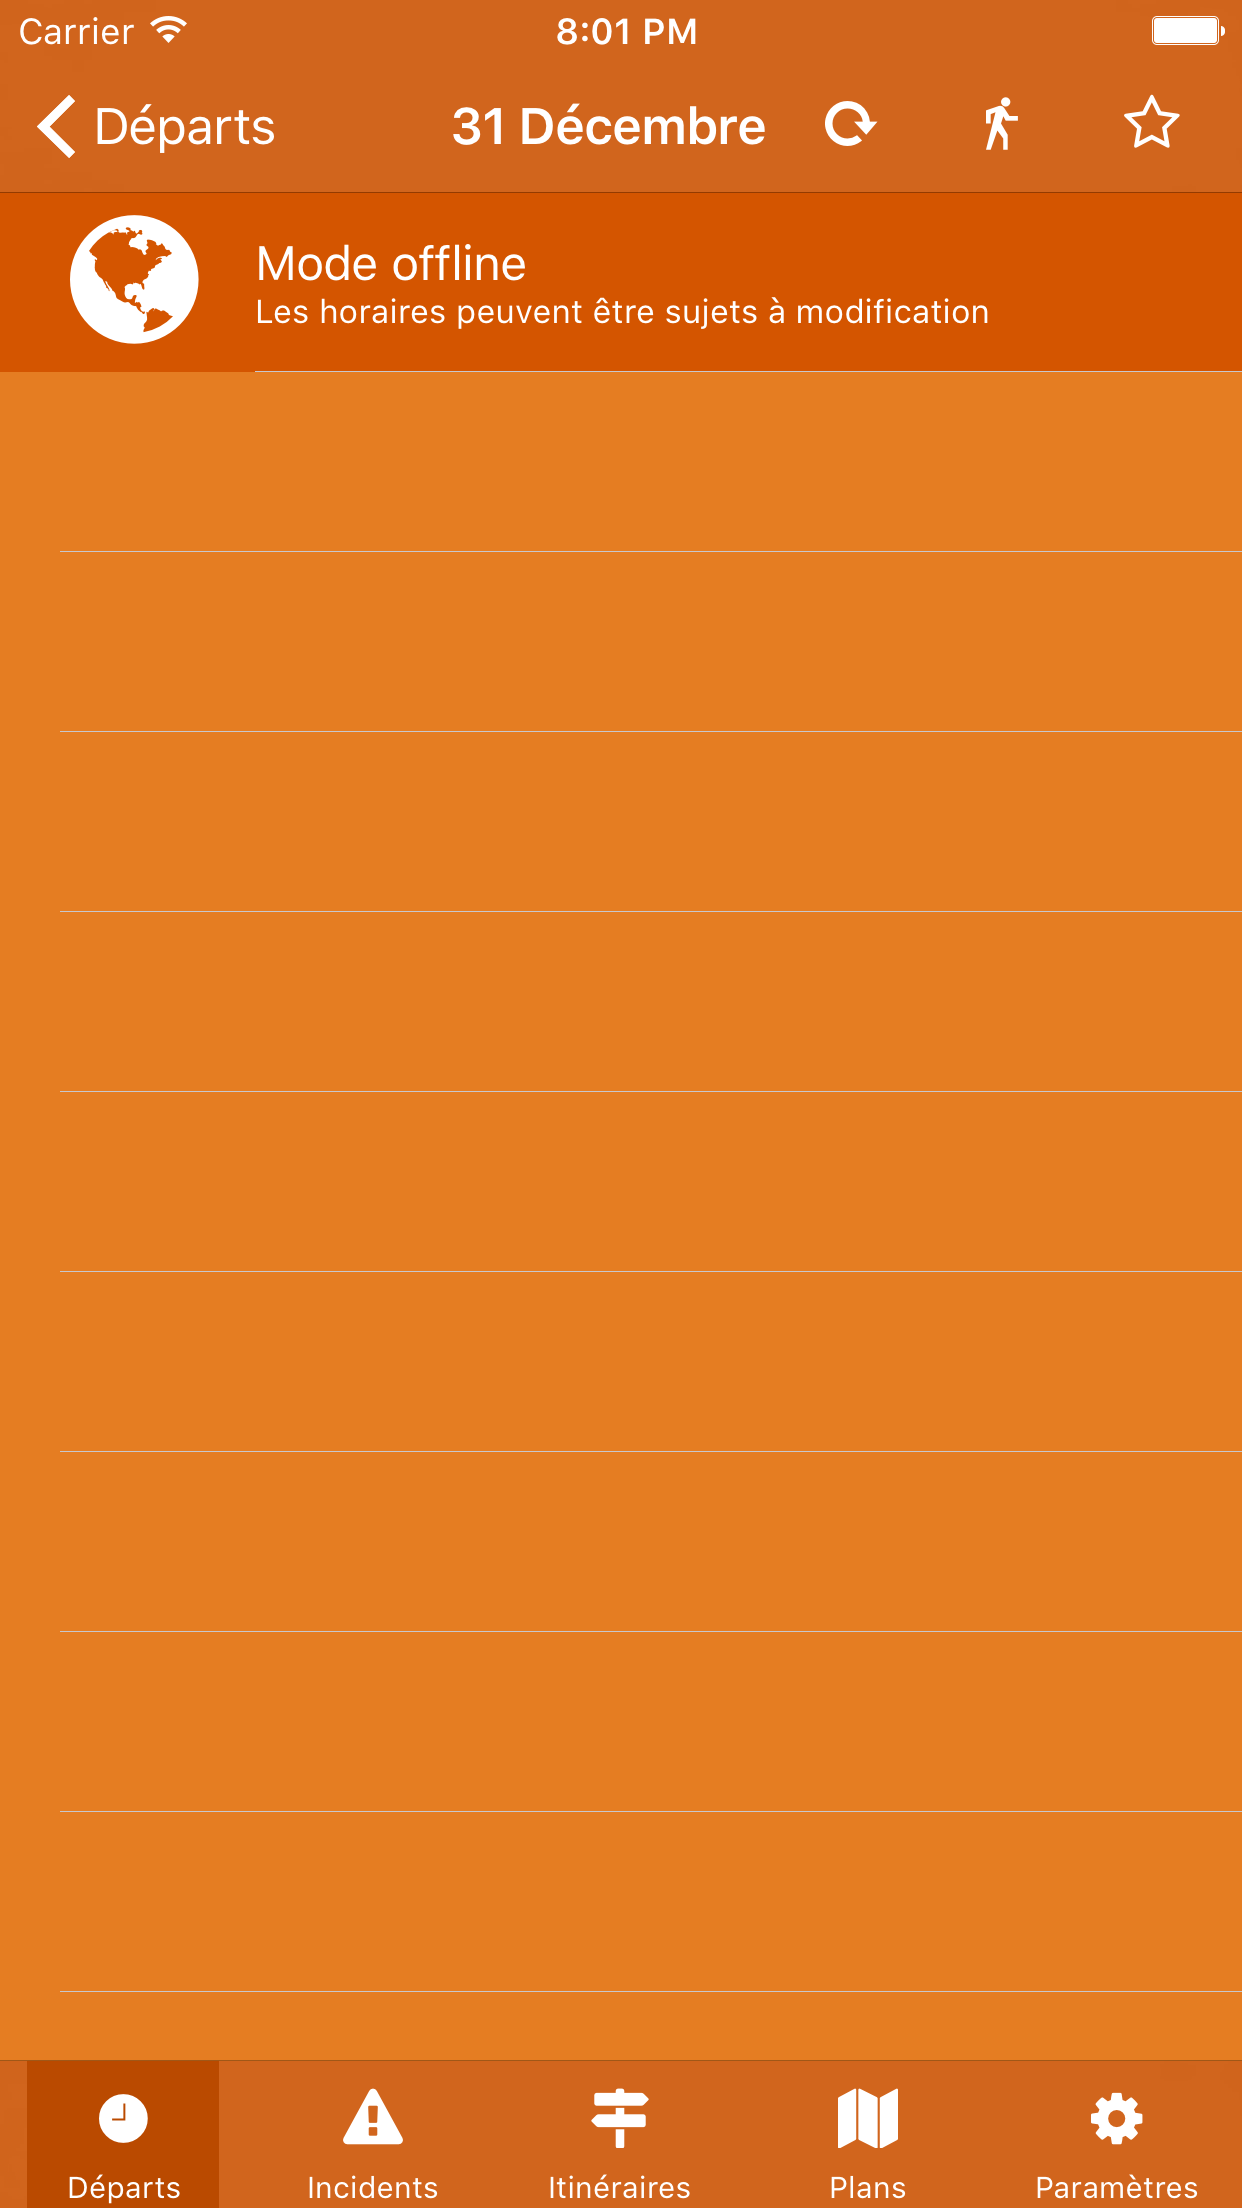 Carrier 8:01 PM
Départs 31 Décembre
Mode offline
Les horaires peuvent être sujets à modification
Départs Incidents Itinéraires Plans Paramètres